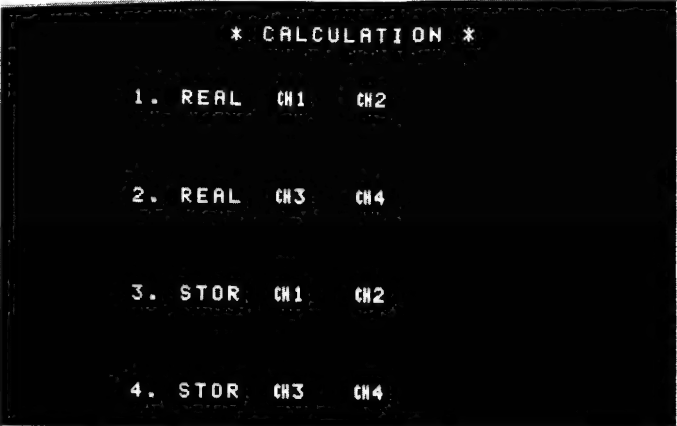 * CALCULATION *
1. REAL CH1 CH2
2. REAL CH3 CH4
3. STOR CH1 CH2
4. STOR CH3 CH4